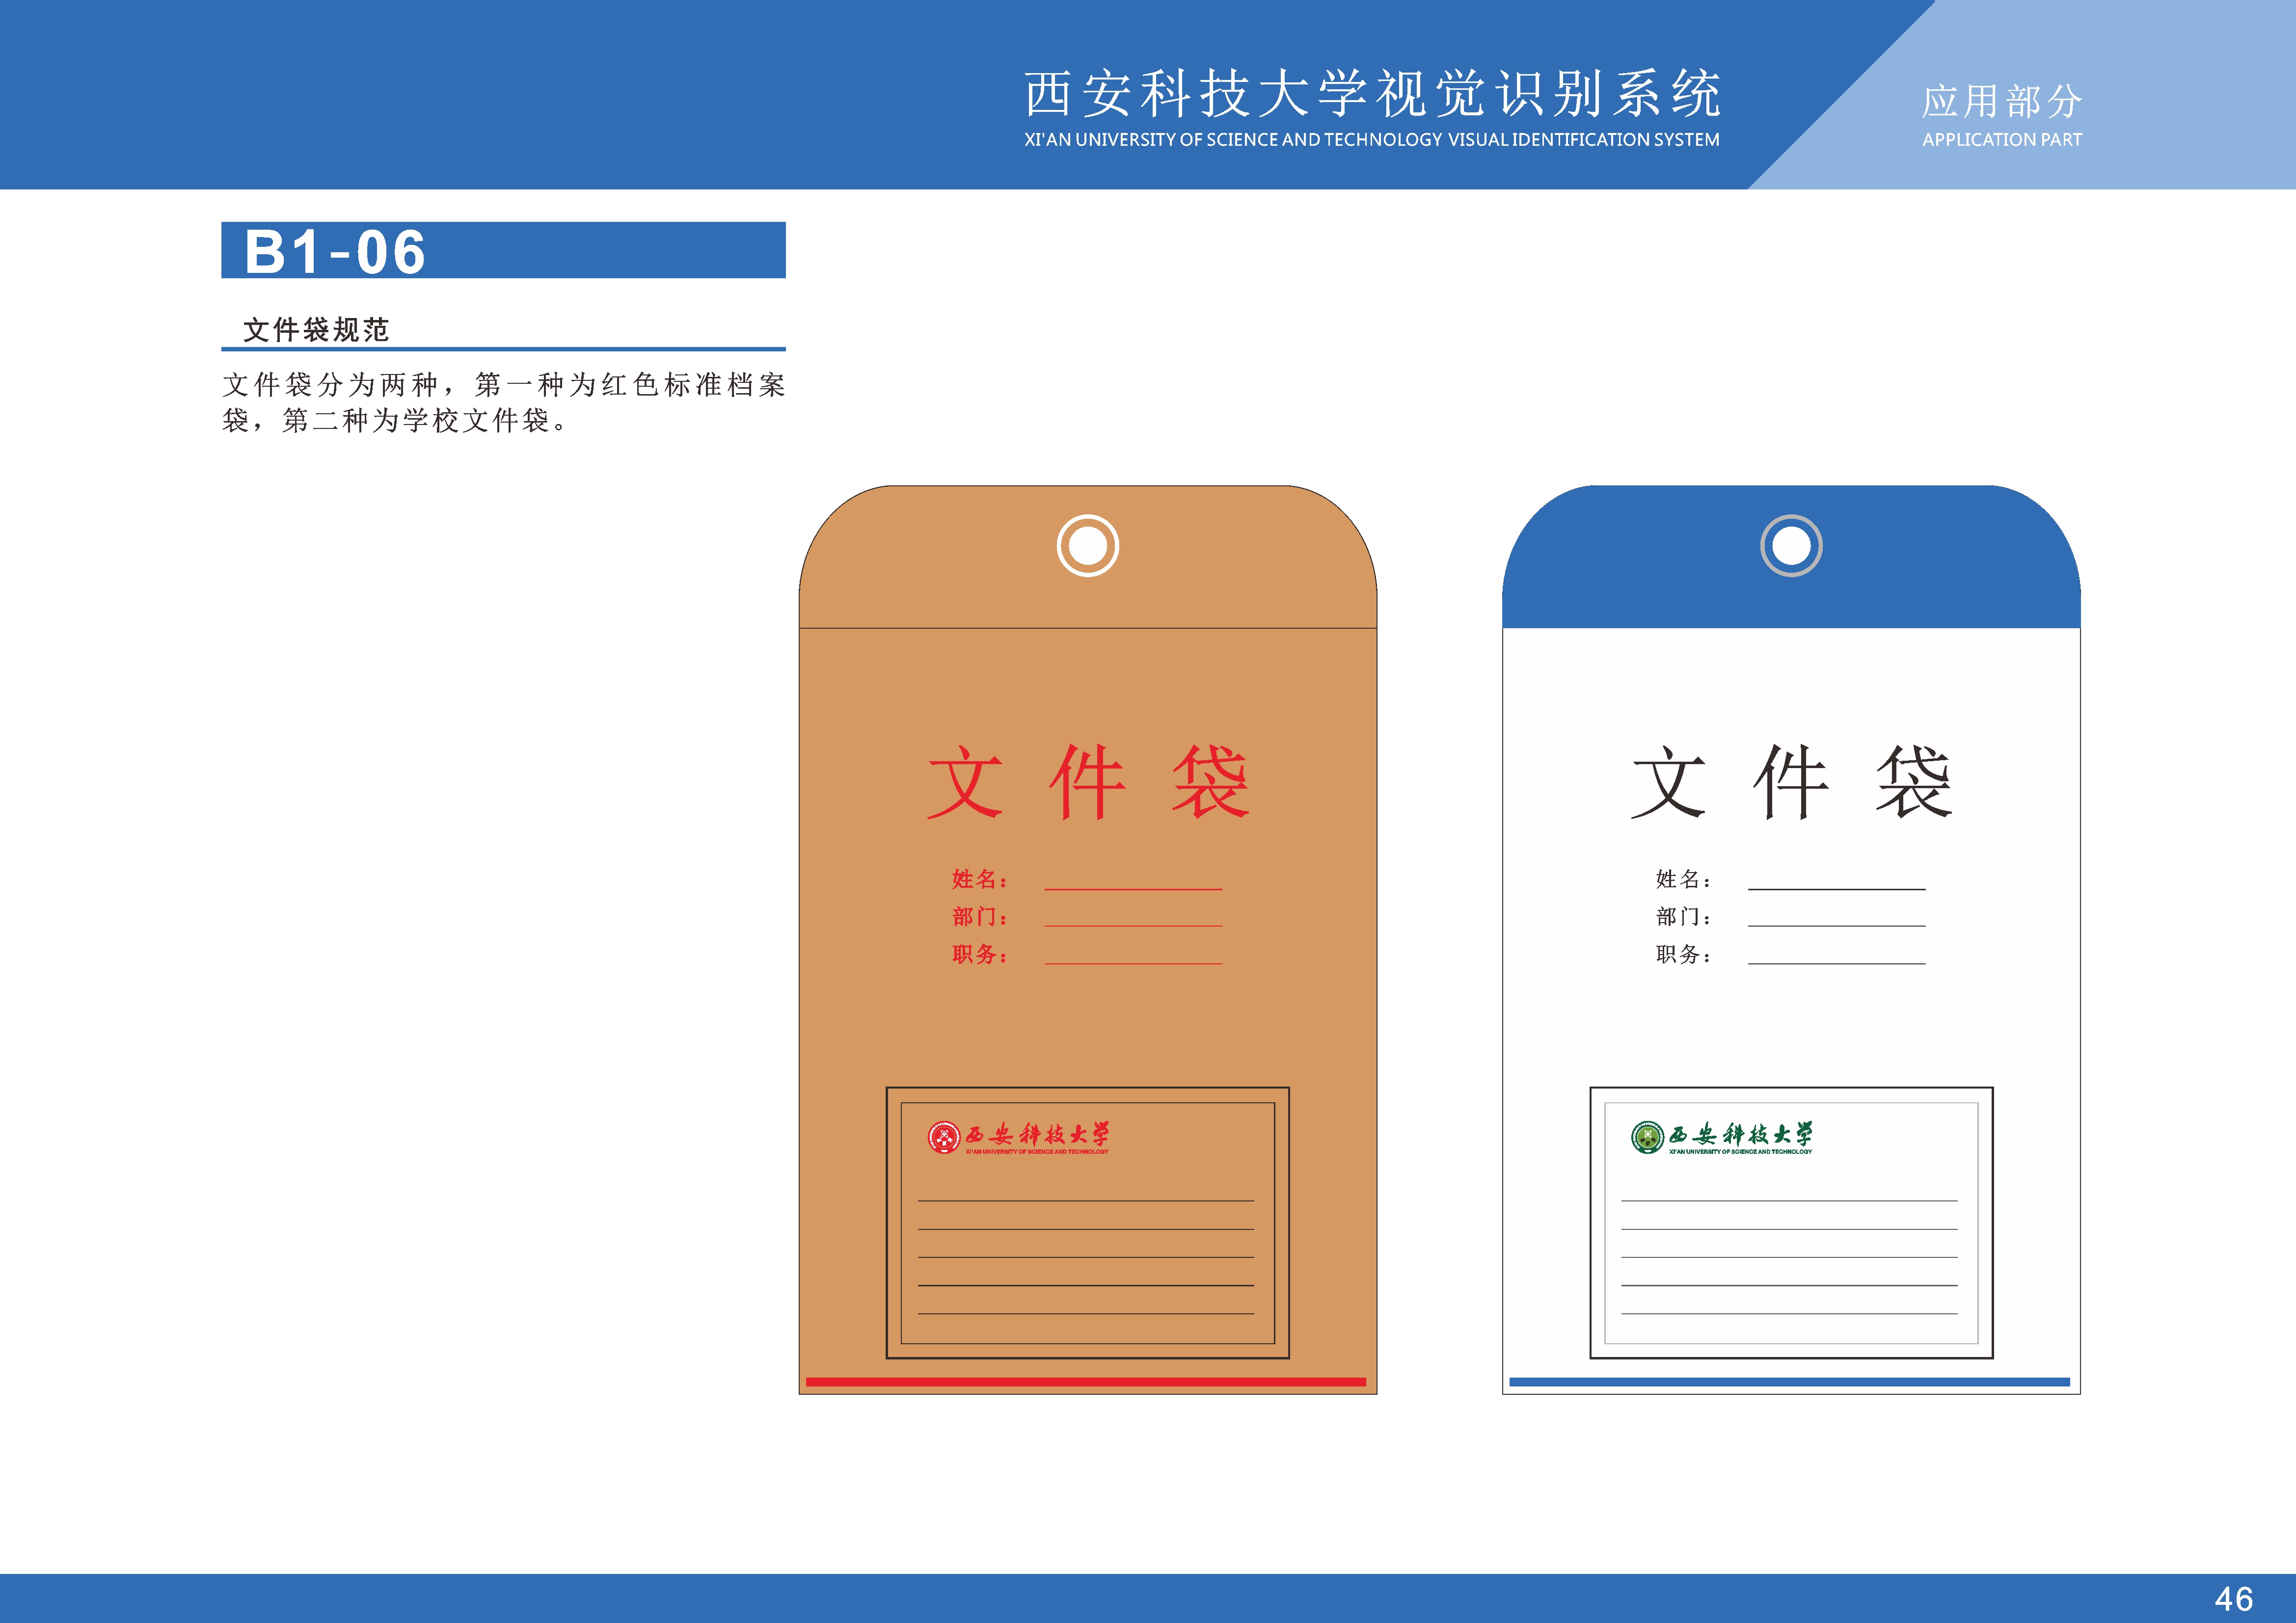 西安科技大学视觉识别系统
XI'AN UNIVERSITY OF SCIENCE AND TECHNOLOGY VISUAL IDENTIFICATION SYSTEM
应用部分
APPLICATION PART
B1-06
文件袋规范
文件袋分为两种，第一种为红色标准档案
袋，第二种为学校文件袋。
文 件 袋
姓名：
部门：
职务：
西安科技大学
XI'AN UNIVERSITY OF SCIENCE AND TECHNOLOGY
文 件 袋
姓名：
部门：
职务：
西安科技大学
XI'AN UNIVERSITY OF SCIENCE AND TECHNOLOGY
46